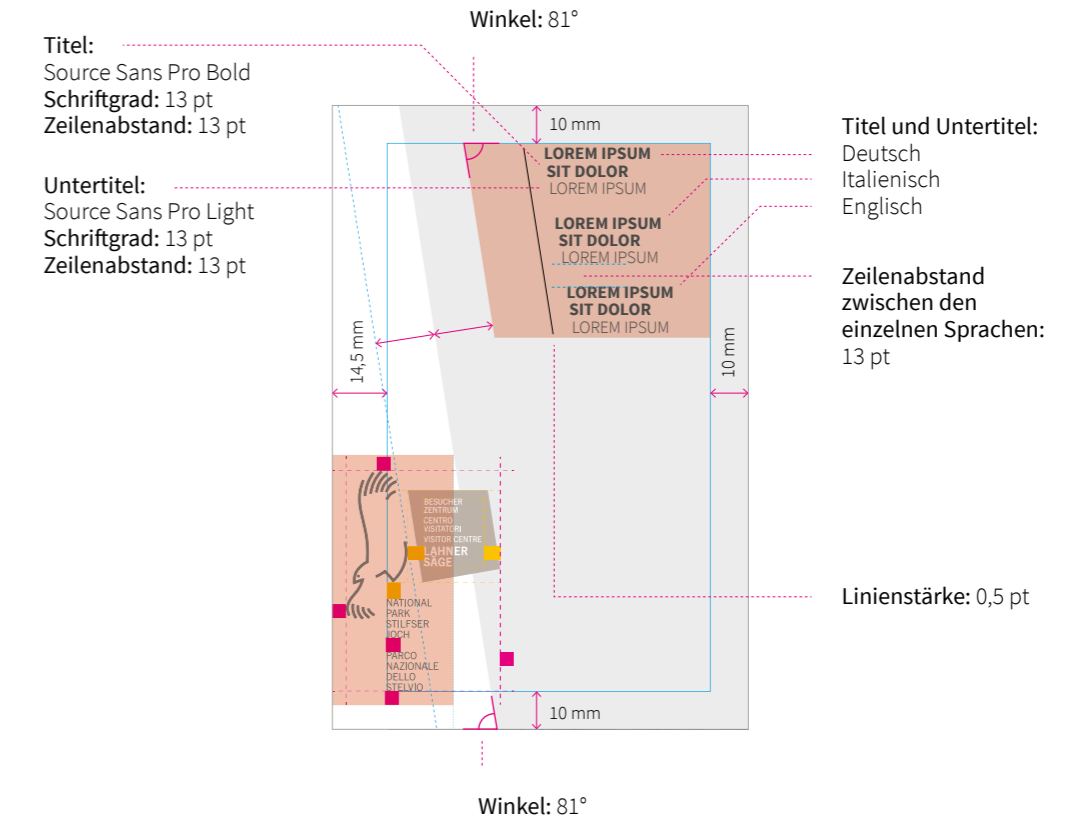 Winkel: 81°
Titel:
Source Sans Pro Bold
Schriftgrad: 13 pt
Zeilenabstand: 13 pt
Untertitel:
Source Sans Pro Light
Schriftgrad: 13 pt
Zeilenabstand: 13 pt
10 mm
LOREM IPSUM
SIT DOLOR
LOREM IPSUM
LOREM IPSUM
SIT DOLOR
LOREM IPSUM
LOREM IPSUM
SIT DOLOR
LOREM IPSUM
Titel und Untertitel:
Deutsch
Italienisch
Englisch
Zeilenabstand
zwischen den
einzelnen Sprachen:
13 pt
14,5 mm
10 mm
BESUCHER
ZENTRUM
CENTRO
VISITATORI
VISITOR CENTRE
LAHNER
SÄGE
NATIONAL
PARK
STILFSER
JOCH
PARCO
NAZIONALE
DELLO
STELVIO
Linienstärke: 0,5 pt
10 mm
Winkel: 81°